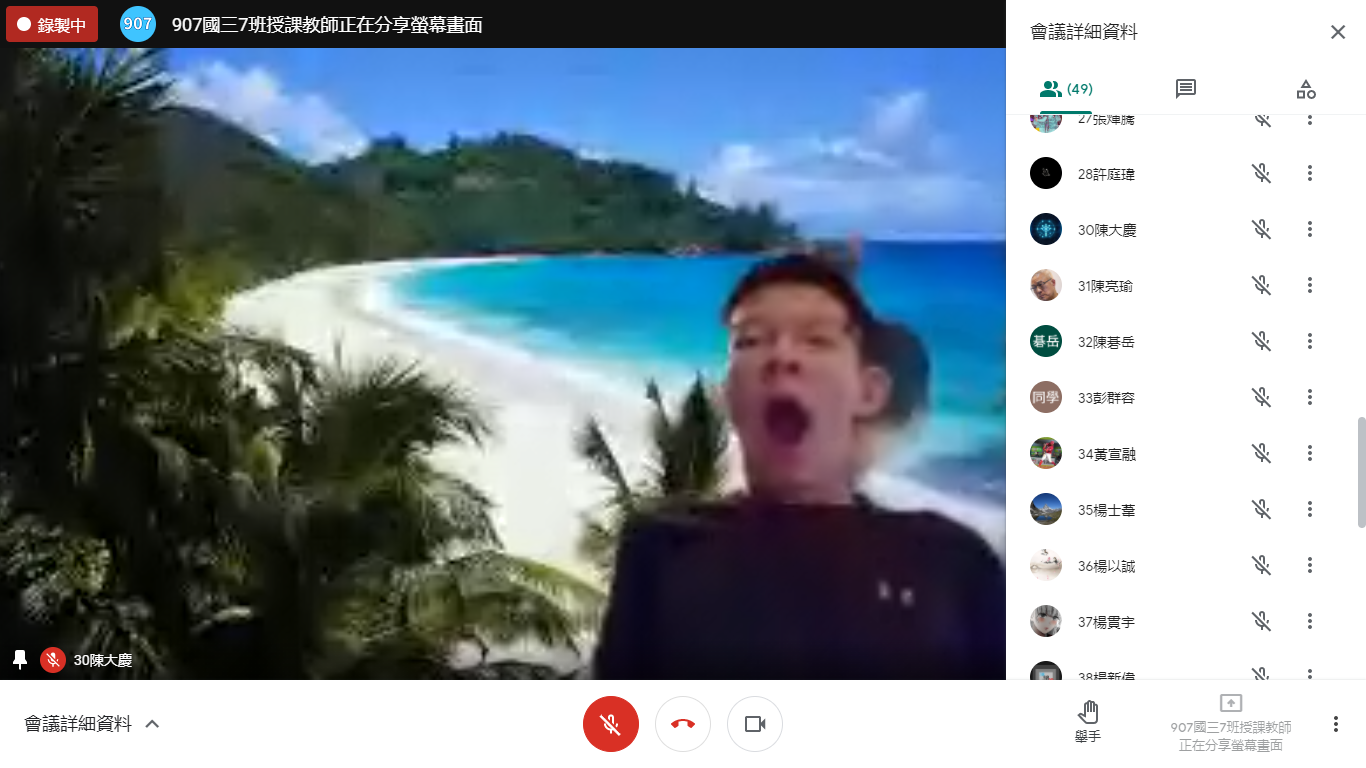 錄製中
907
907國三7班授課教師正在分享螢幕畫面
30陳大慶
會議詳細資料
(49)
27張煇騰
28許庭瑋
30陳大慶
31陳亮瑜
碁岳
32陳碁岳
同學
33彭群容
34黃宣融
35楊士葦
36楊以誠
37楊貫宇
38楊新偉
會議詳細資料
舉手
907國三7班授課教師
正在分享螢幕畫面